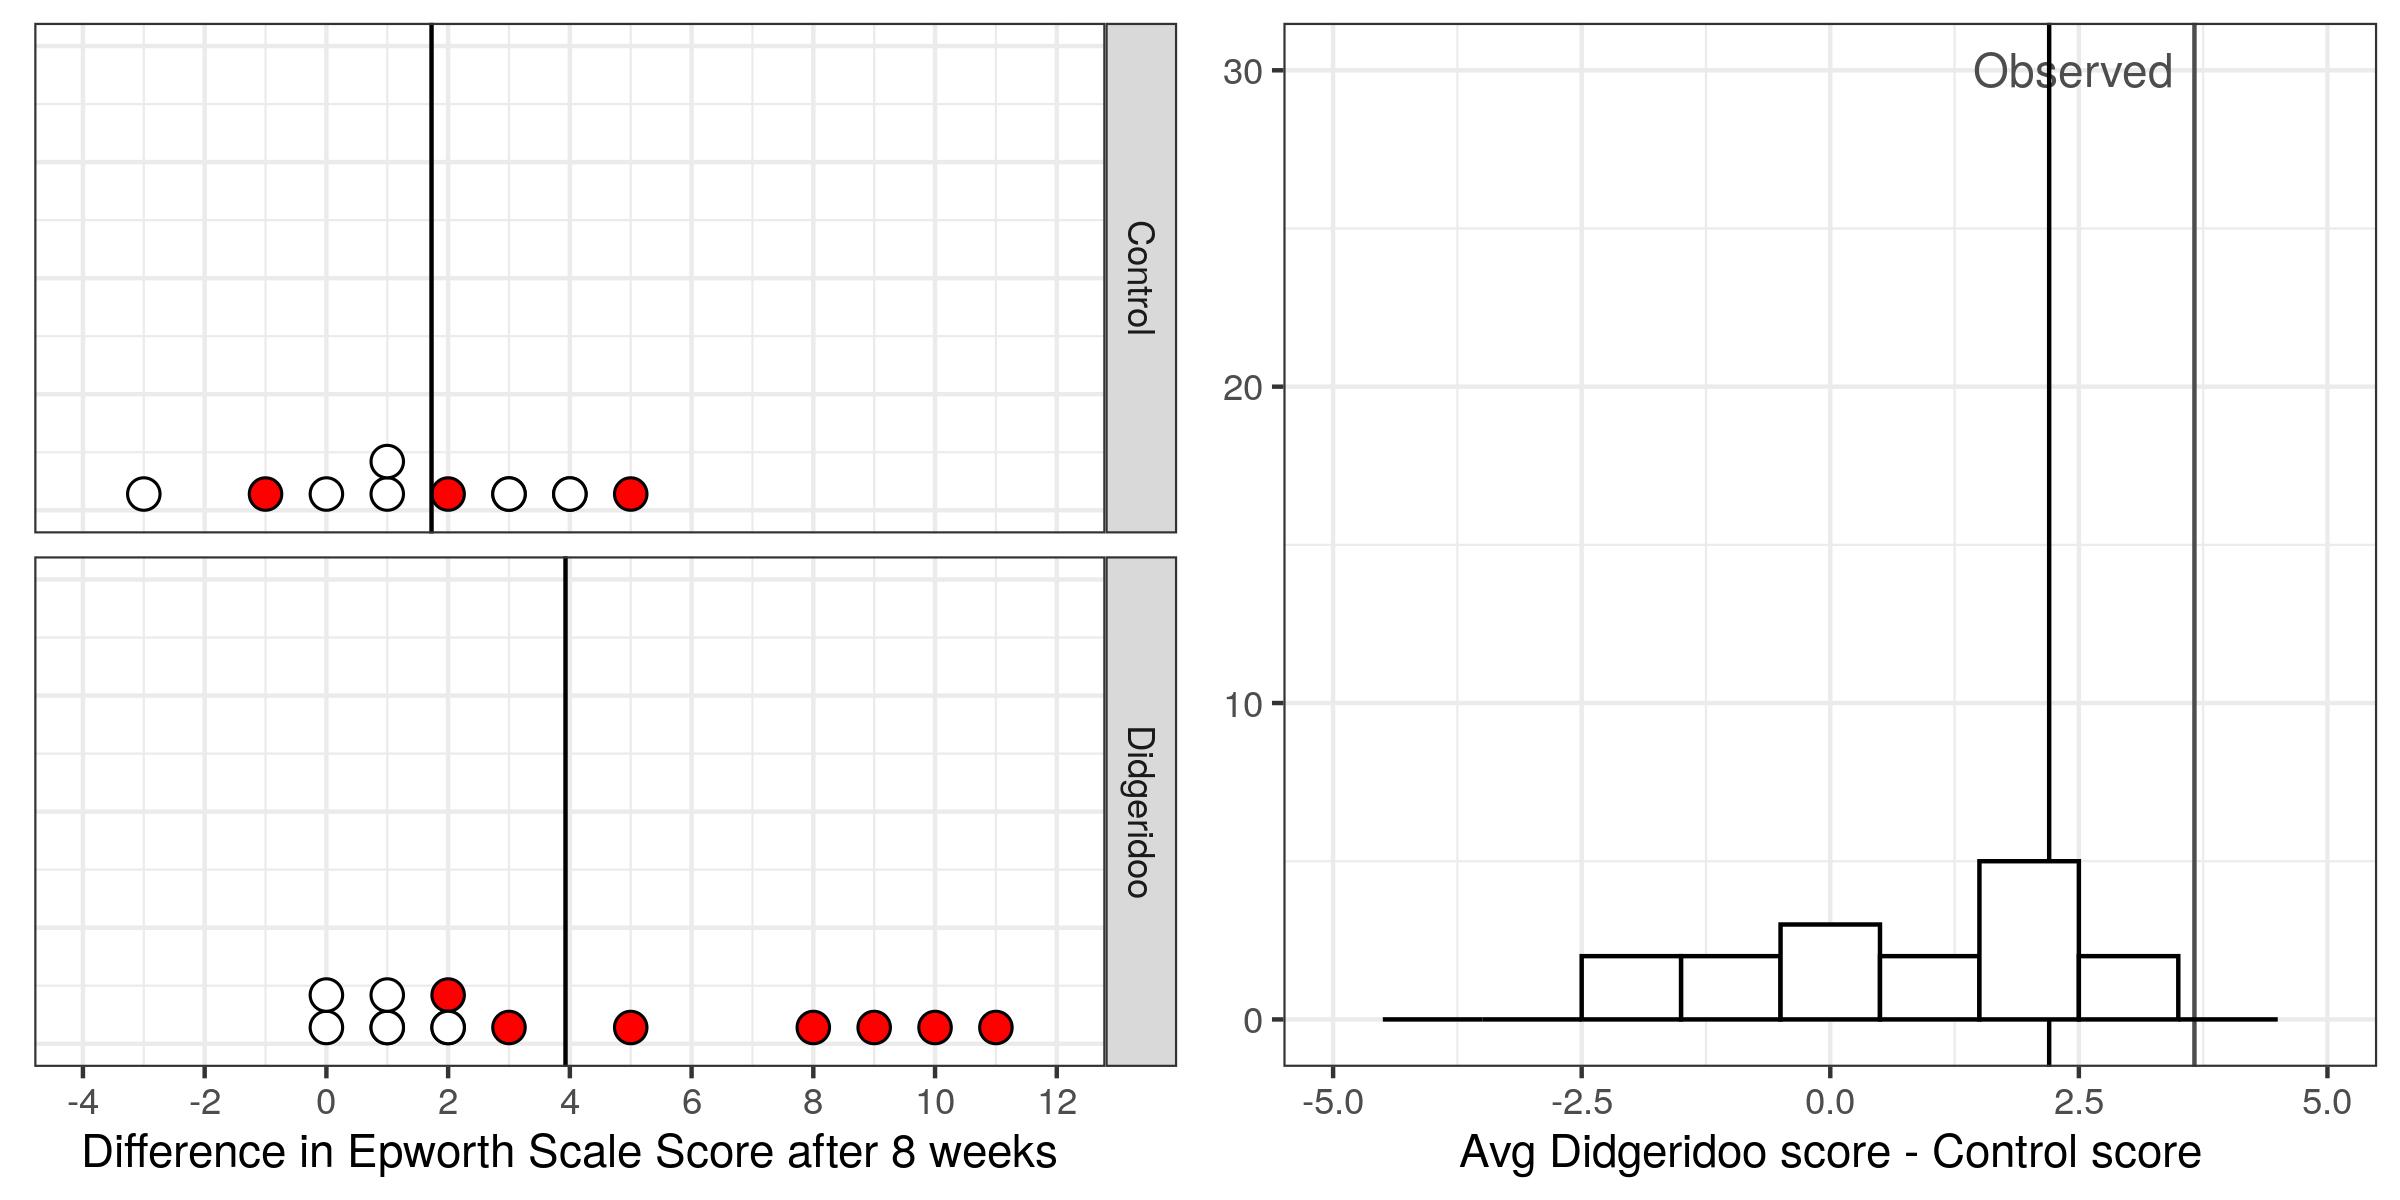 Control
Didgeridoo
-4 -2 0 2 4 6 8 10 12
Difference in Epworth Scale Score after 8 weeks
Observed
30
20
10
0
-5.0 -2.5 0.0 2.5 5.0
Avg Didgeridoo score - Control score